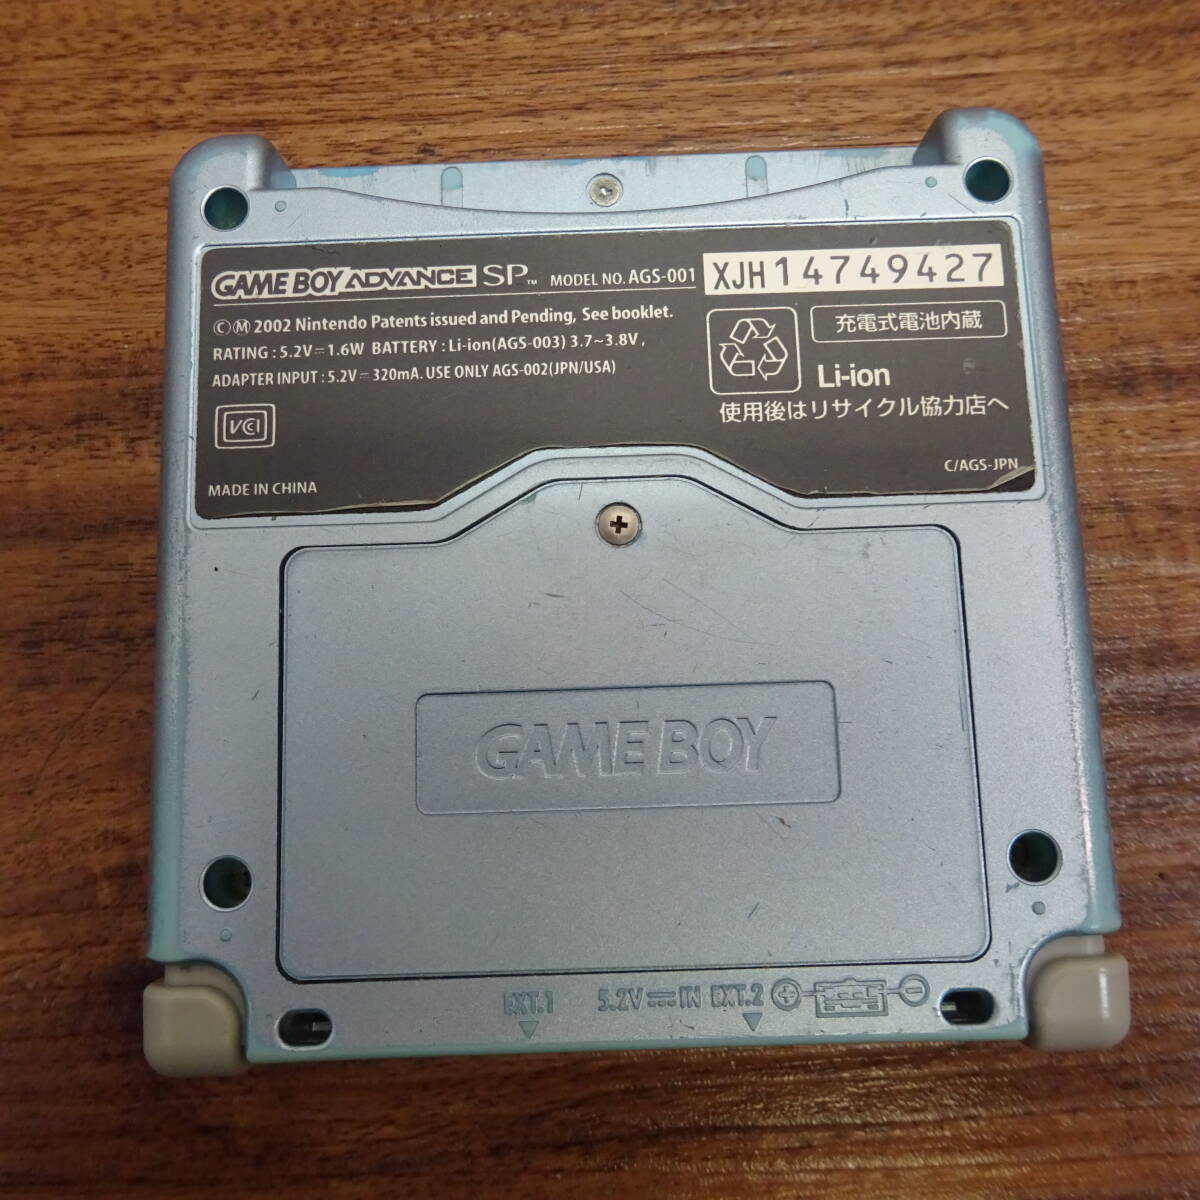 GAME BOY ADVANCE SP™ MODEL NO. AGS-001 XJH14749427
©Ⓜ 2002 Nintendo Patents issued and Pending, See booklet.
RATING : 5.2V⎓1.6W BATTERY : Li-ion(AGS-003) 3.7~3.8V ,
ADAPTER INPUT : 5.2V⎓320mA. USE ONLY AGS-002(JPN/USA)
VCCI
MADE IN CHINA
充電式電池内蔵
Li-ion
使用後はリサイクル協力店へ
C/AGS-JPN
GAME BOY
EXT.1 5.2V⎓IN EXT.2